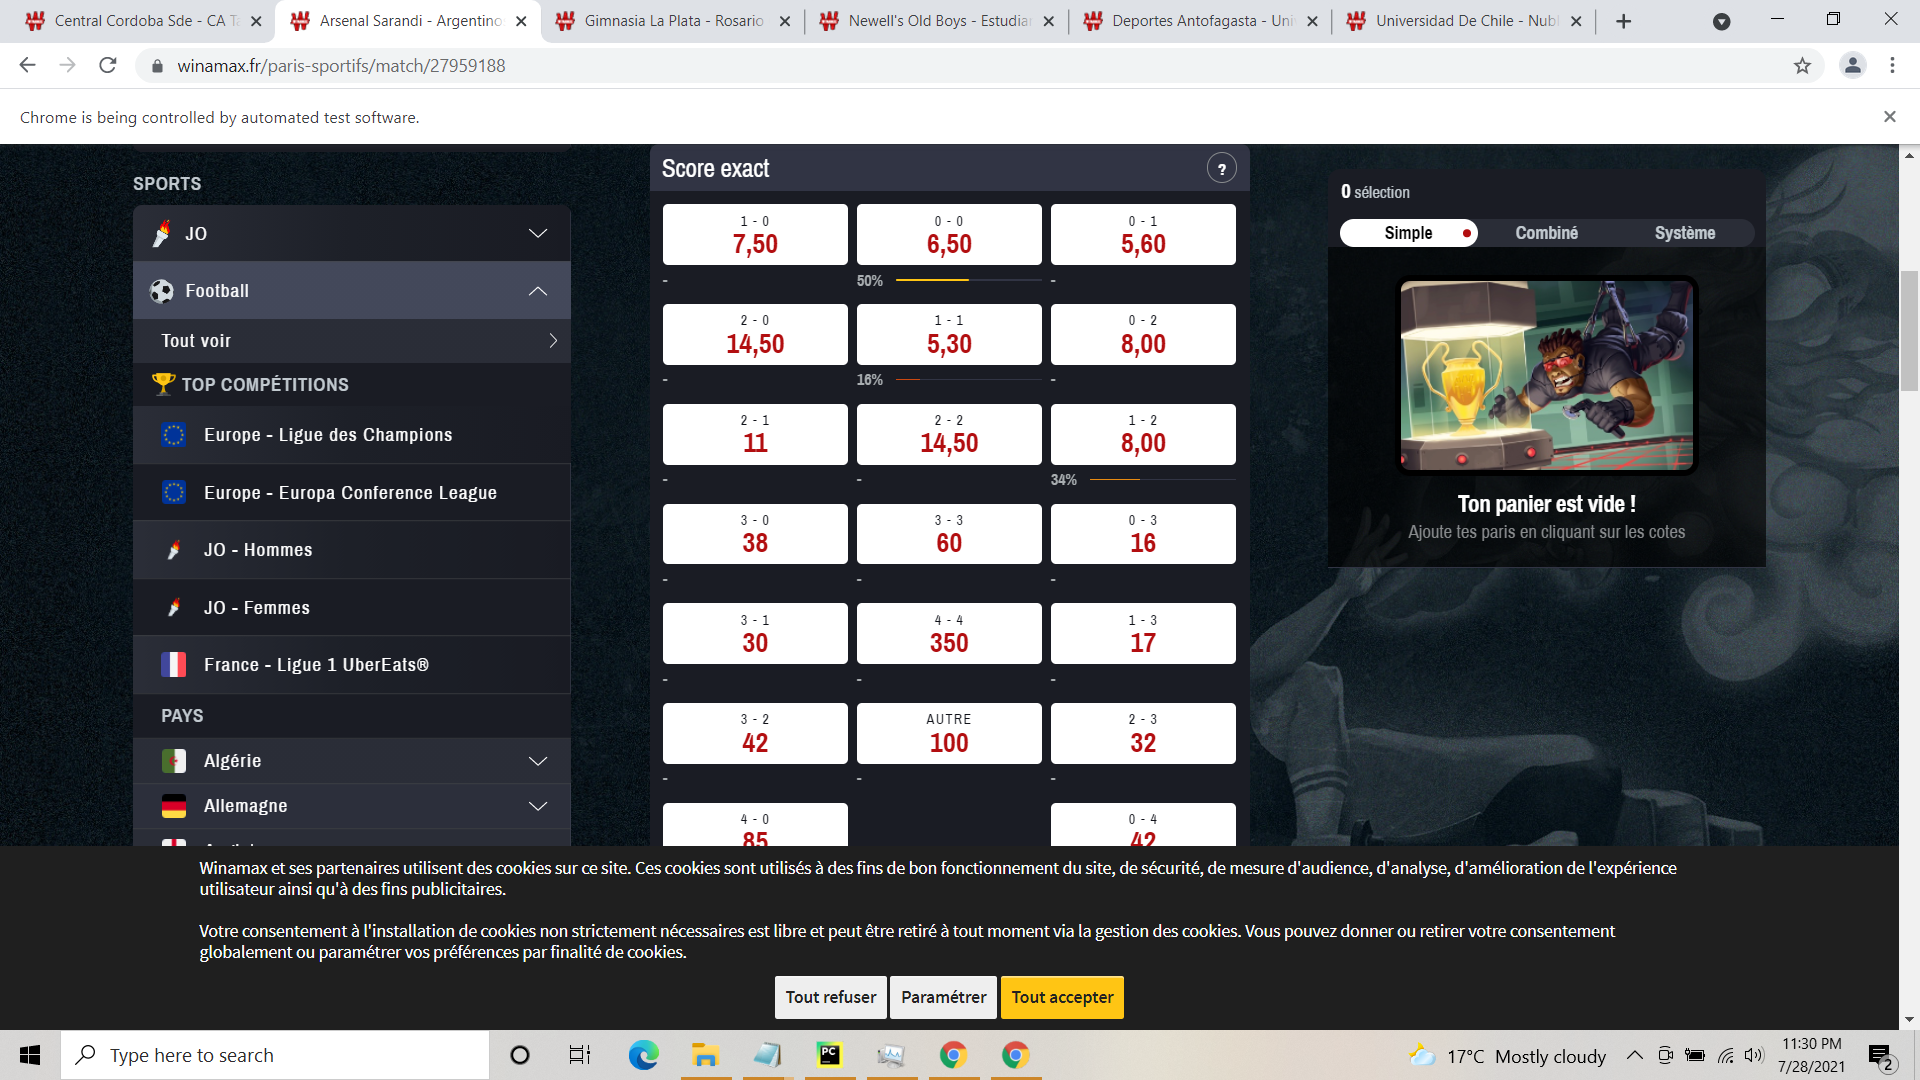 Central Cordoba Sde - CA Ta
Arsenal Sarandi - Argentinos
Gimnasia La Plata - Rosario
Newell's Old Boys - Estudian
Deportes Antofagasta - Uni
Universidad De Chile - Nubl
winamax.fr/paris-sportifs/match/27959188
Chrome is being controlled by automated test software.
SPORTS
JO
Football
Tout voir
TOP COMPÉTITIONS
Europe - Ligue des Champions
Europe - Europa Conference League
JO - Hommes
JO - Femmes
France - Ligue 1 UberEats®
PAYS
Algérie
Allemagne
Score exact
?
1 - 0
7,50
-
0 - 0
6,50
50%
0 - 1
5,60
-
2 - 0
14,50
-
1 - 1
5,30
16%
0 - 2
8,00
-
2 - 1
11
-
2 - 2
14,50
-
1 - 2
8,00
34%
3 - 0
38
-
3 - 3
60
-
0 - 3
16
-
3 - 1
30
-
4 - 4
350
-
1 - 3
17
-
3 - 2
42
-
AUTRE
100
-
2 - 3
32
-
4 - 0
85
0 - 4
42
0 sélection
Simple
Combiné
Système
Ton panier est vide !
Ajoute tes paris en cliquant sur les cotes
Winamax et ses partenaires utilisent des cookies sur ce site. Ces cookies sont utilisés à des fins de bon fonctionnement du site, de sécurité, de mesure d'audience, d'analyse, d'amélioration de l'expérience
utilisateur ainsi qu'à des fins publicitaires.
Votre consentement à l'installation de cookies non strictement nécessaires est libre et peut être retiré à tout moment via la gestion des cookies. Vous pouvez donner ou retirer votre consentement
globalement ou paramétrer vos préférences par finalité de cookies.
Tout refuser
Paramétrer
Tout accepter
Type here to search
PC
17°C Mostly cloudy
11:30 PM
7/28/2021
2